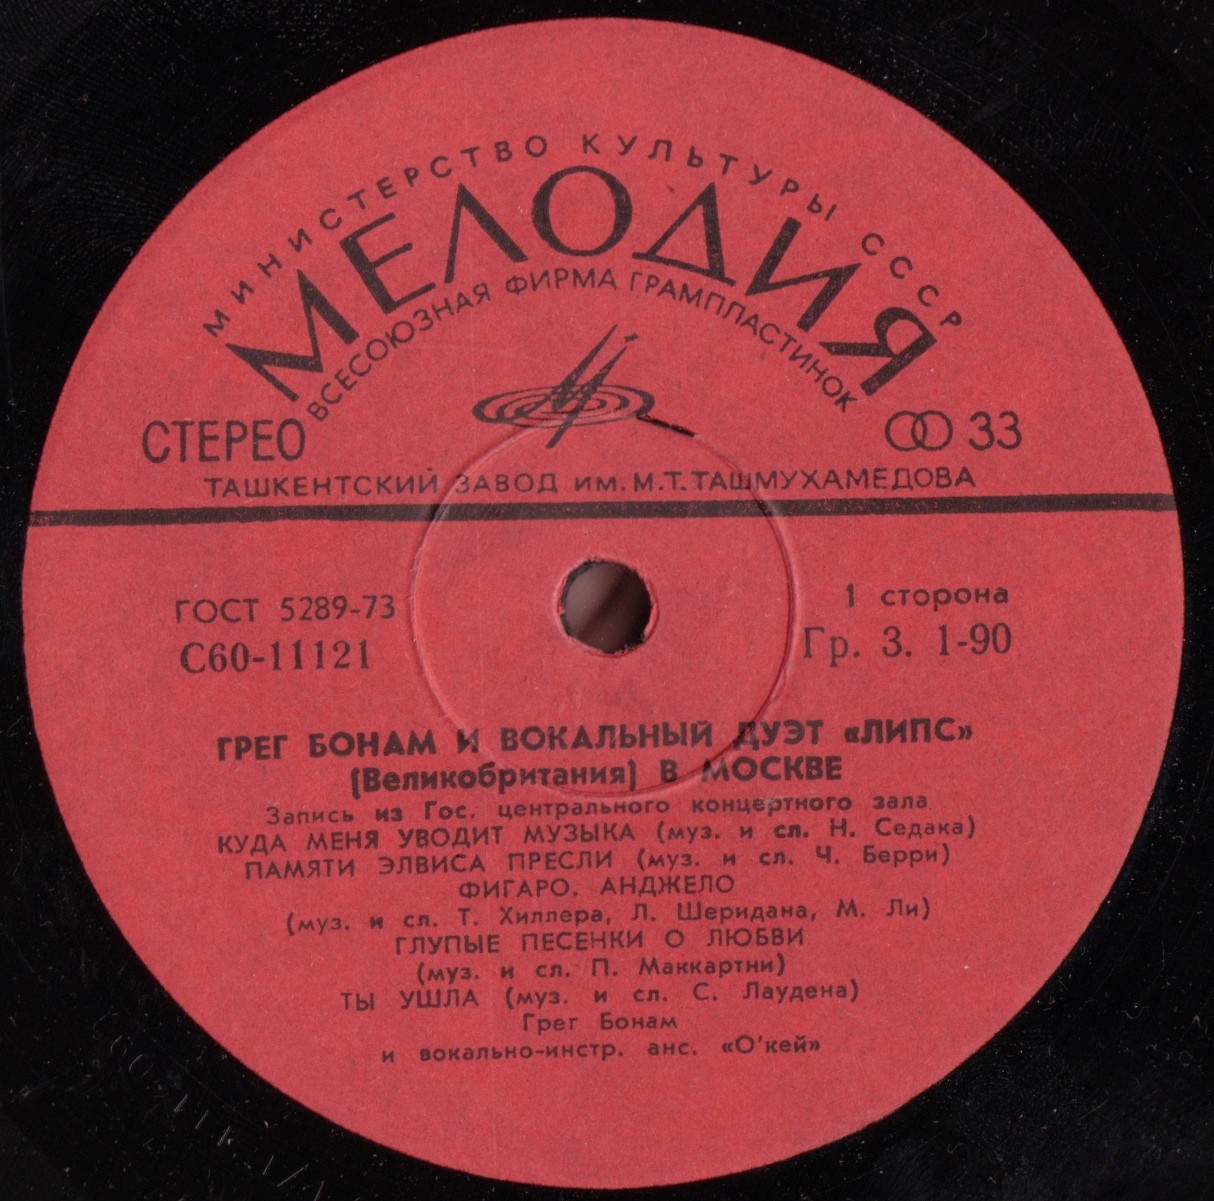 МИНИСТЕРСТВО КУЛЬТУРЫ СССР
МЕЛОДИЯ
ВСЕСОЮЗНАЯ ФИРМА ГРАМПЛАСТИНОК
СТЕРЕО
33
ТАШКЕНТСКИЙ ЗАВОД ИМ. М.Т. ТАШМУХАМЕДОВА
ГОСТ 5289-73
1 сторона
С60-11121
Гр. 3. 1-90
ГРЕГ БОНАМ И ВОКАЛЬНЫЙ ДУЭТ «ЛИПС»
(Великобритания) В МОСКВЕ
Запись из Гос. центрального концертного зала
КУДА МЕНЯ УВОДИТ МУЗЫКА (муз. и сл. Н. Седака)
ПАМЯТИ ЭЛВИСА ПРЕСЛИ (муз. и сл. Ч. Берри)
ФИГАРО. АНДЖЕЛО
(муз. и сл. Т. Хиллера, Л. Шеридана, М. Ли)
ГЛУПЫЕ ПЕСЕНКИ О ЛЮБВИ
(муз. и сл. П. Маккартни)
ТЫ УШЛА (муз. и сл. С. Лаудена)
Грег Бонам
и вокально-инстр. анс. «О'кей»